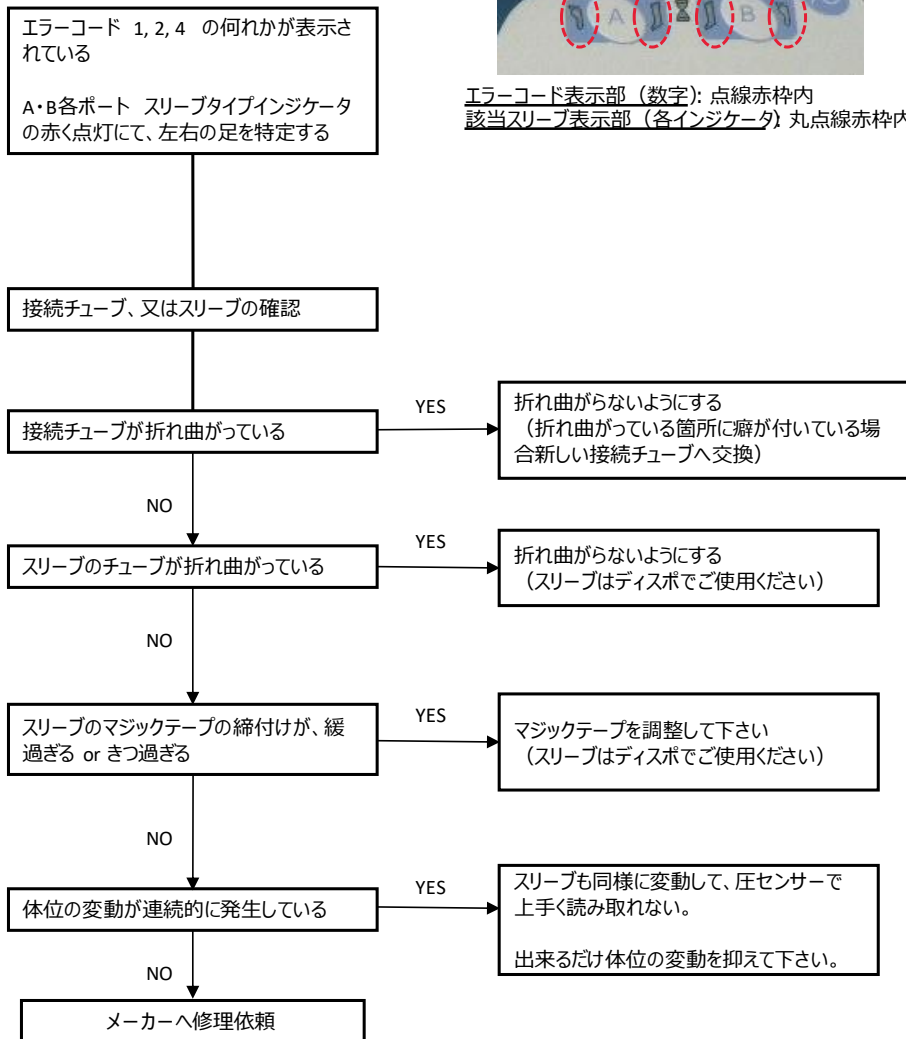 エラーコード 1, 2, 4 の何れかが表示さ
れている
A・B各ポート スリーブタイプインジケータ
の赤く点灯にて、左右の足を特定する
A
B
エラーコード表示部（数字）: 点線赤枠内
該当スリーブ表示部（各インジケータ）: 丸点線赤枠内
接続チューブ、又はスリーブの確認
接続チューブが折れ曲がっている
YES
折れ曲がらないようにする
（折れ曲がっている箇所に癖が付いている場
合新しい接続チューブへ交換）
NO
スリーブのチューブが折れ曲がっている
YES
折れ曲がらないようにする
（スリーブはディスポでご使用ください）
NO
スリーブのマジックテープの締付けが、緩
過ぎる or きつ過ぎる
YES
マジックテープを調整して下さい
（スリーブはディスポでご使用ください）
NO
体位の変動が連続的に発生している
YES
スリーブも同様に変動して、圧センサーで
上手く読み取れない。
出来るだけ体位の変動を抑えて下さい。
NO
メーカーへ修理依頼